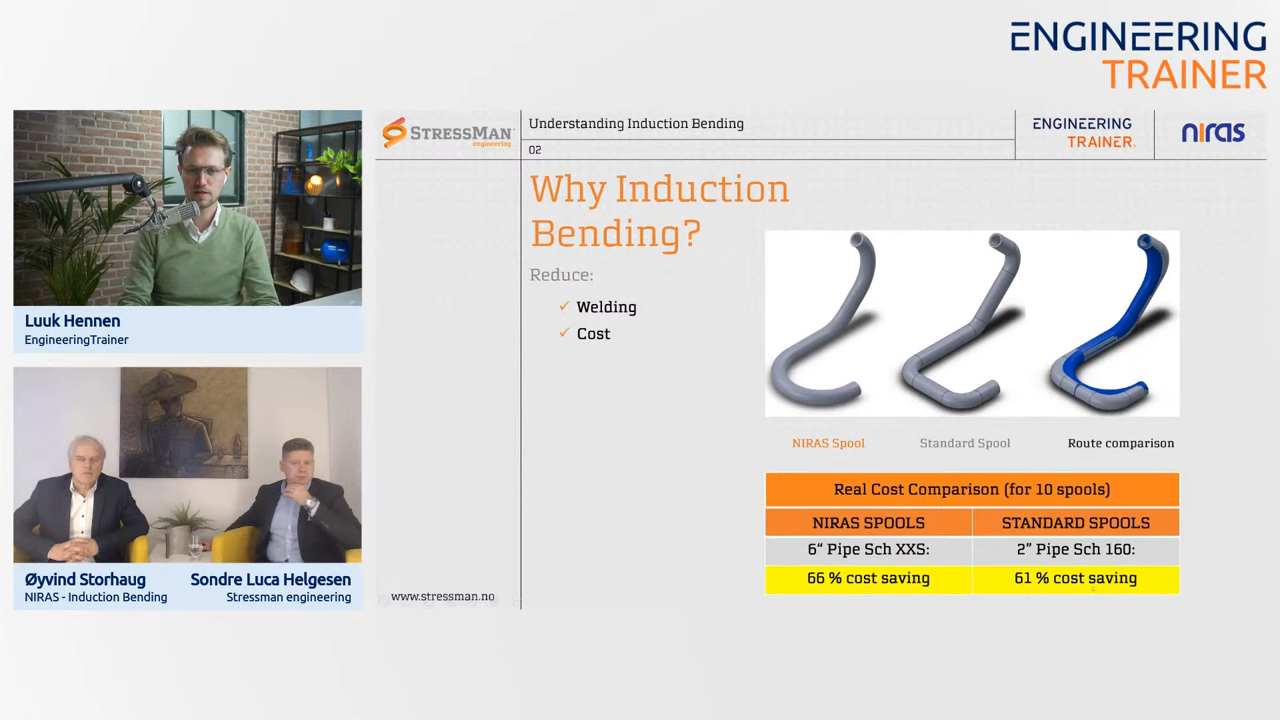 ENGINEERING
TRAINER
Luuk Hennen
EngineeringTrainer
Øyvind Storhaug
NIRAS - Induction Bending
Sondre Luca Helgesen
Stressman engineering
STRESSMAN
engineering
Understanding Induction Bending
02
ENGINEERING
TRAINER
niras
Why Induction
Bending?
Reduce:
✓ Welding
✓ Cost
NIRAS Spool
Standard Spool
Route comparison
Real Cost Comparison (for 10 spools)
NIRAS SPOOLS
STANDARD SPOOLS
6“ Pipe Sch XXS:
2” Pipe Sch 160:
66 % cost saving
61 % cost saving
www.stressman.no